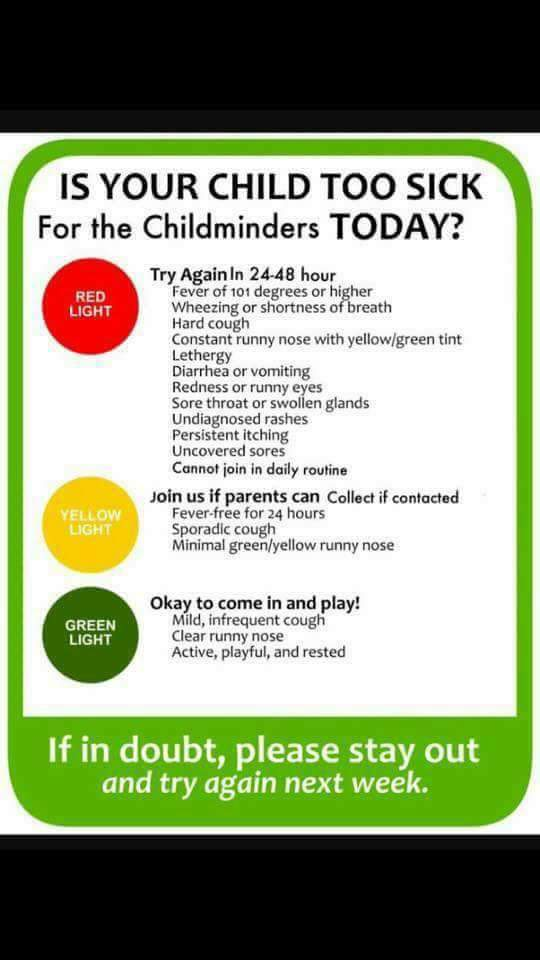 IS YOUR CHILD TOO SICK
For the Childminders TODAY?
RED
LIGHT
Try Again In 24-48 hour
Fever of 101 degrees or higher
Wheezing or shortness of breath
Hard cough
Constant runny nose with yellow/green tint
Lethergy
Diarrhea or vomiting
Redness or runny eyes
Sore throat or swollen glands
Undiagnosed rashes
Persistent itching
Uncovered sores
Cannot join in daily routine
YELLOW
LIGHT
Join us if parents can Collect if contacted
Fever-free for 24 hours
Sporadic cough
Minimal green/yellow runny nose
GREEN
LIGHT
Okay to come in and play!
Mild, infrequent cough
Clear runny nose
Active, playful, and rested
If in doubt, please stay out
and try again next week.